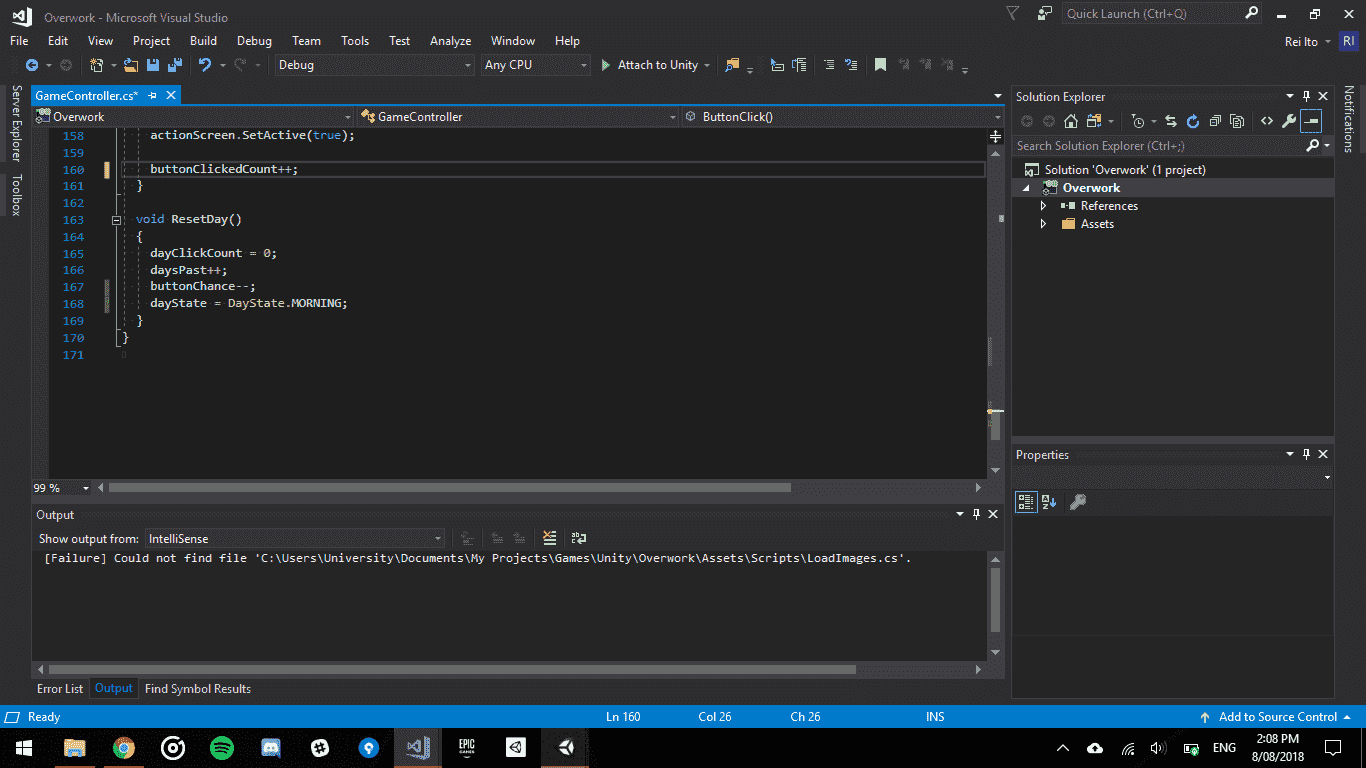 Overwork - Microsoft Visual Studio
Quick Launch (Ctrl+Q)
File Edit View Project Build Debug Team Tools Test Analyze Window Help
Rei Ito RI
Debug Any CPU Attach to Unity
Server Explorer
Toolbox
GameController.cs*
Overwork GameController ButtonClick()
158 actionScreen.SetActive(true);
159
160 buttonClickedCount++;
161 }
162
163 void ResetDay()
164 {
165 dayClickCount = 0;
166 daysPast++;
167 buttonChance--;
168 dayState = DayState.MORNING;
169 }
170 }
171
99 %
Output
Show output from: IntelliSense
[Failure] Could not find file 'C:\Users\University\Documents\My Projects\Games\Unity\Overwork\Assets\Scripts\LoadImages.cs'.
Error List Output Find Symbol Results
Solution Explorer
Search Solution Explorer (Ctrl+;)
Solution 'Overwork' (1 project)
Overwork
References
Assets
Properties
Notifications
Ready Ln 160 Col 26 Ch 26 INS Add to Source Control
EPIC
GAMES
ENG
2:08 PM
8/08/2018